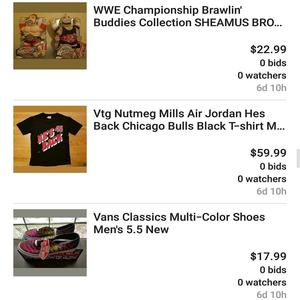 WWE Championship Brawlin'
Buddies Collection SHEAMUS BRO...
$22.99
0 bids
0 watchers
6d 10h
Vtg Nutmeg Mills Air Jordan Hes
Back Chicago Bulls Black T-shirt M...
HE'S
BACK
$59.99
0 bids
0 watchers
6d 10h
Vans Classics Multi-Color Shoes
Men's 5.5 New
$17.99
0 bids
0 watchers
6d 10h